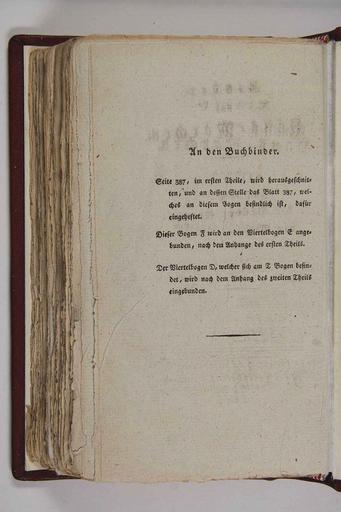 An den Buchbinder.
Seite 387, im ersten Theile, wird herausgeschnit-
ten, und an deßen Stelle das Blatt 387, wel-
ches an diesem Bogen befindlich ist, dafür
eingeheftet.
Dieser Bogen F wird an den Viertelbogen E ange-
bunden, nach dem Anhange des ersten Theils.
Der Viertelbogen D, welcher sich am T Bogen befin-
det, wird nach dem Anhang des zweiten Theils
eingebunden.